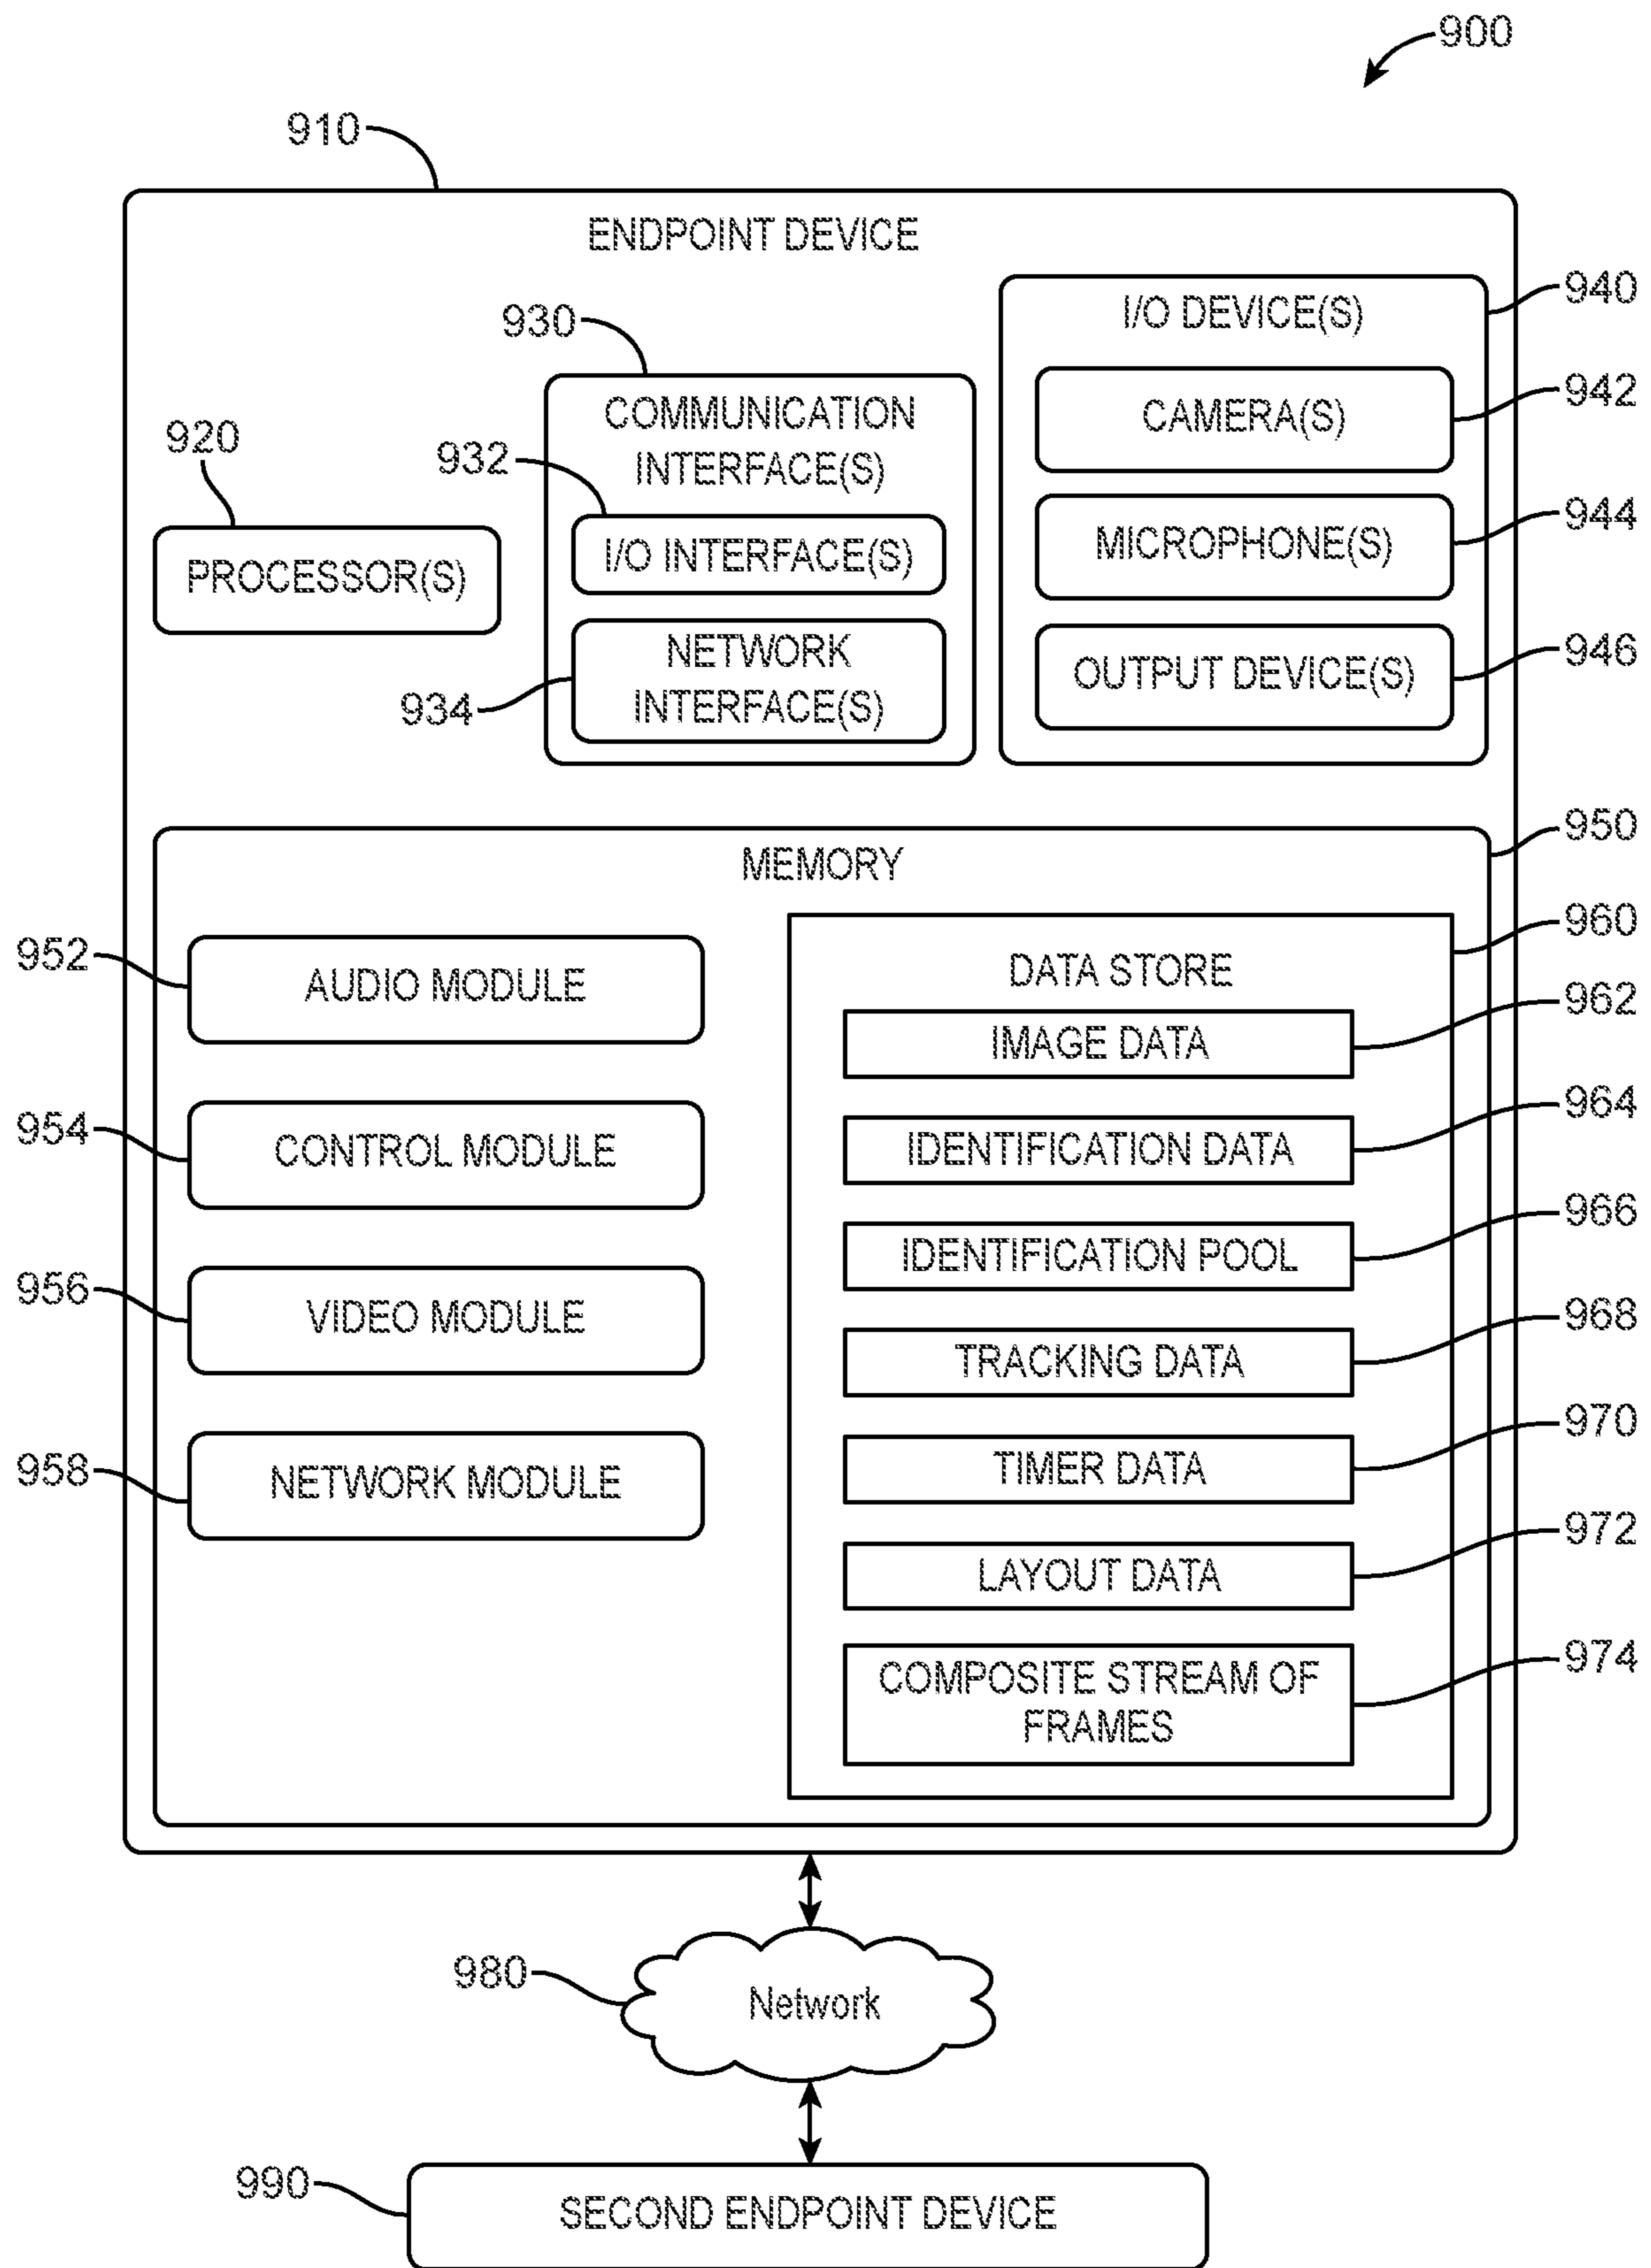 900
910
ENDPOINT DEVICE
940
I/O DEVICE(S)
930
COMMUNICATION
INTERFACE(S)
942
CAMERA(S)
920
932
PROCESSOR(S)
I/O INTERFACE(S)
944
MICROPHONE(S)
934
NETWORK
INTERFACE(S)
946
OUTPUT DEVICE(S)
950
MEMORY
952
AUDIO MODULE
954
CONTROL MODULE
956
VIDEO MODULE
958
NETWORK MODULE
960
DATA STORE
962
IMAGE DATA
964
IDENTIFICATION DATA
966
IDENTIFICATION POOL
968
TRACKING DATA
970
TIMER DATA
972
LAYOUT DATA
974
COMPOSITE STREAM OF
FRAMES
980
Network
990
SECOND ENDPOINT DEVICE